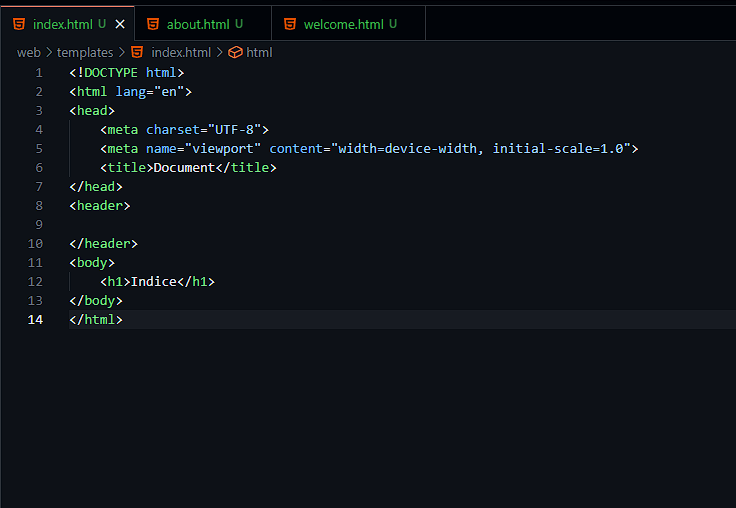 index.html U × about.html U welcome.html U
web > templates > index.html > html
1 <!DOCTYPE html>
2 <html lang="en">
3 <head>
4     <meta charset="UTF-8">
5     <meta name="viewport" content="width=device-width, initial-scale=1.0">
6     <title>Document</title>
7 </head>
8 <header>
9
10 </header>
11 <body>
12     <h1>Indice</h1>
13 </body>
14 </html>